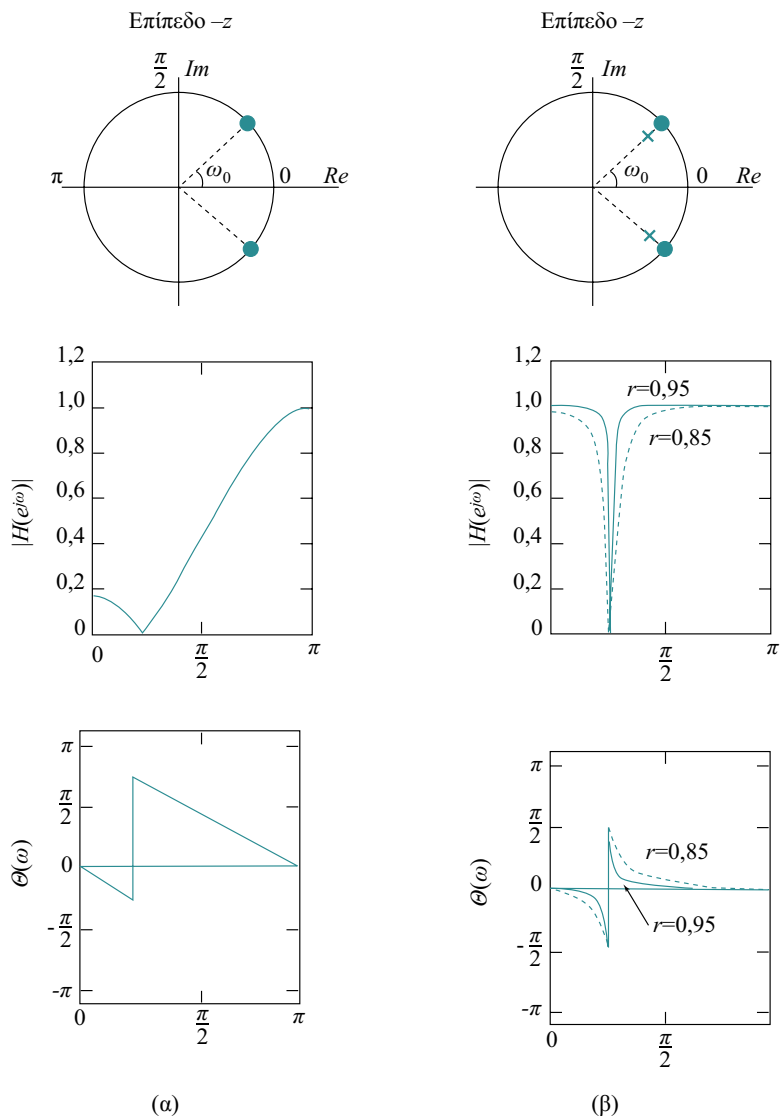 Επίπεδο –z
π/2 Im
ω₀
π 0 Re
1,2
1,0
0,8
0,6
0,4
0,2
0
|H(e^{jω})|
0 π/2 π
π
π/2
0
-π/2
-π
Θ(ω)
0 π/2 π
(α)
Επίπεδο –z
π/2 Im
ω₀
0 Re
1,2
1,0
0,8
0,6
0,4
0,2
0
|H(e^{jω})|
r=0,95
r=0,85
π/2 π
π
π/2
0
-π/2
-π
Θ(ω)
r=0,85
r=0,95
0 π/2
(β)